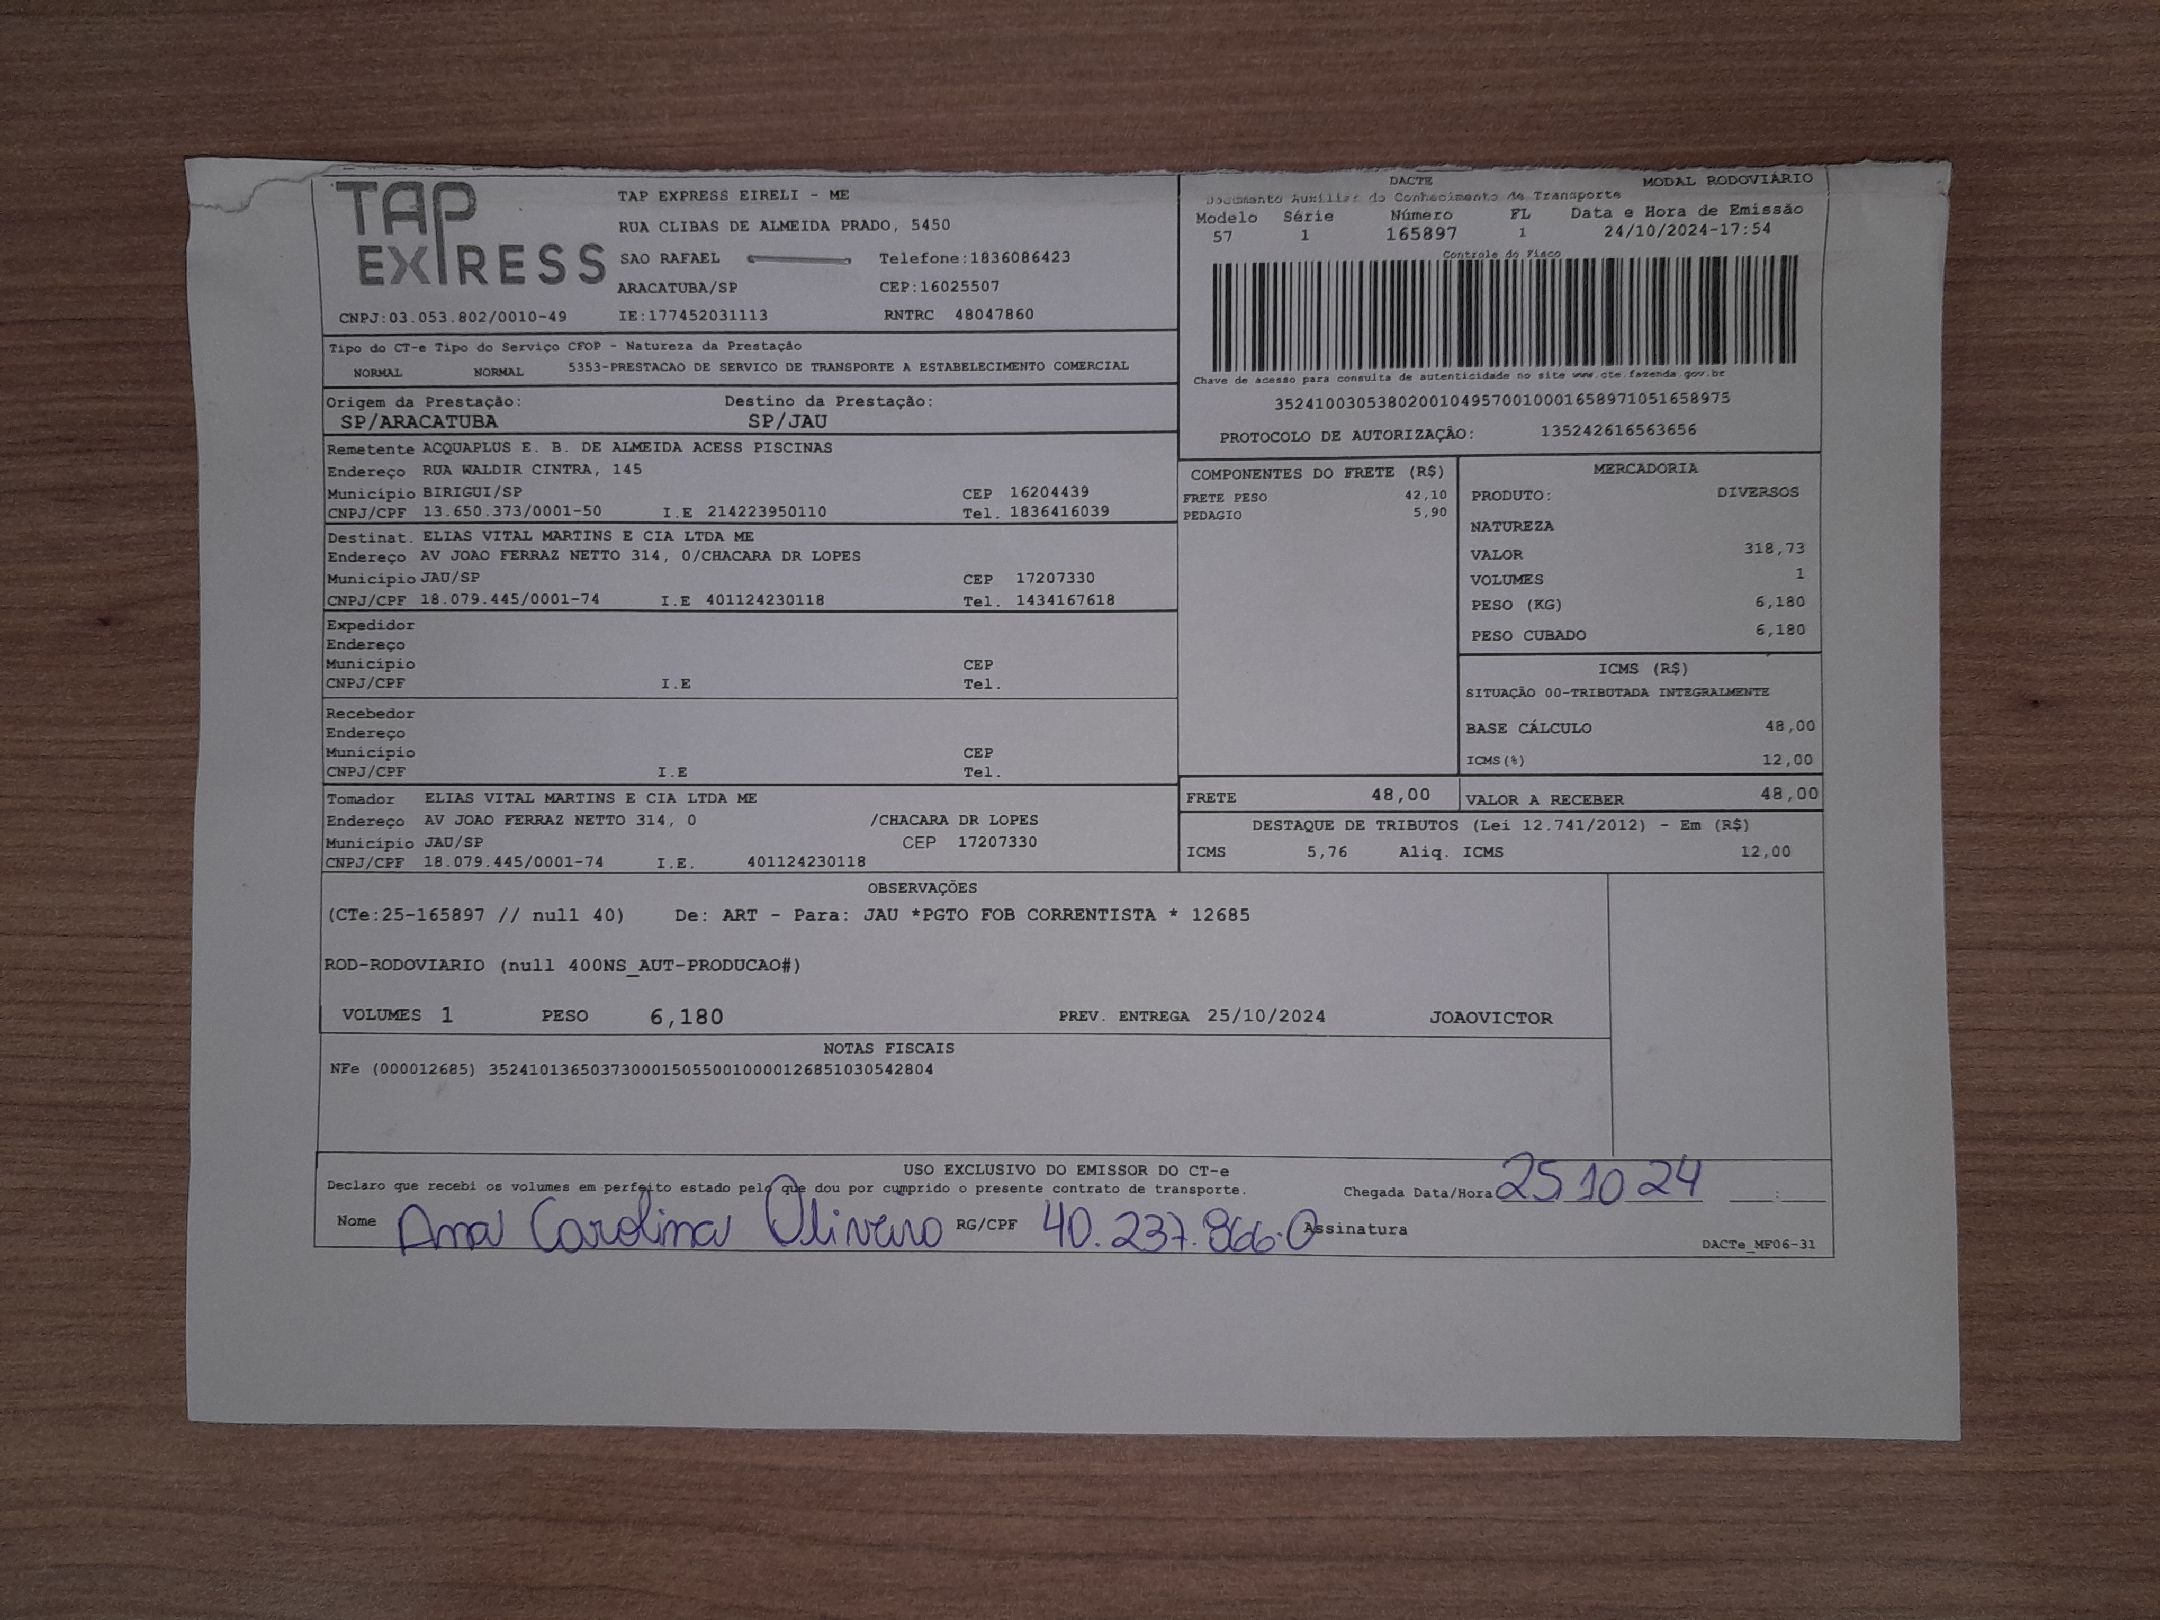 TAP EXPRESS
TAP EXPRESS EIRELI - ME
RUA CLIBAS DE ALMEIDA PRADO, 5450
SAO RAFAEL Telefone:1836086423
ARACATUBA/SP CEP:16025507
CNPJ:03.053.802/0010-49 IE:177452031113 RNTRC 48047860
DACTE MODAL RODOVIÁRIO
Documento Auxiliar do Conhecimento de Transporte
Modelo Série Número FL Data e Hora de Emissão
57 1 165897 1 24/10/2024-17:54
Controle do Fisco
Chave de acesso para consulta de autenticidade no site www.cte.fazenda.gov.br
35241003053802001049570010001658971051658975
PROTOCOLO DE AUTORIZAÇÃO: 135242616563656
Tipo do CT-e Tipo do Serviço CFOP - Natureza da Prestação
NORMAL NORMAL 5353-PRESTACAO DE SERVICO DE TRANSPORTE A ESTABELECIMENTO COMERCIAL
Origem da Prestação: Destino da Prestação:
SP/ARACATUBA SP/JAU
Remetente ACQUAPLUS E. B. DE ALMEIDA ACESS PISCINAS
Endereço RUA WALDIR CINTRA, 145
Município BIRIGUI/SP CEP 16204439
CNPJ/CPF 13.650.373/0001-50 I.E 214223950110 Tel. 1836416039
Destinat. ELIAS VITAL MARTINS E CIA LTDA ME
Endereço AV JOAO FERRAZ NETTO 314, 0/CHACARA DR LOPES
Município JAU/SP CEP 17207330
CNPJ/CPF 18.079.445/0001-74 I.E 401124230118 Tel. 1434167618
Expedidor
Endereço
Município CEP
CNPJ/CPF I.E Tel.
Recebedor
Endereço
Município CEP
CNPJ/CPF I.E Tel.
Tomador ELIAS VITAL MARTINS E CIA LTDA ME
Endereço AV JOAO FERRAZ NETTO 314, 0 /CHACARA DR LOPES
Município JAU/SP CEP 17207330
CNPJ/CPF 18.079.445/0001-74 I.E. 401124230118
COMPONENTES DO FRETE (R$)
FRETE PESO 42,10
PEDAGIO 5,90
MERCADORIA
PRODUTO: DIVERSOS
NATUREZA
VALOR 318,73
VOLUMES 1
PESO (KG) 6,180
PESO CUBADO 6,180
ICMS (R$)
SITUAÇÃO 00-TRIBUTADA INTEGRALMENTE
BASE CÁLCULO 48,00
ICMS(%) 12,00
FRETE 48,00 VALOR A RECEBER 48,00
DESTAQUE DE TRIBUTOS (Lei 12.741/2012) - Em (R$)
ICMS 5,76 Aliq. ICMS 12,00
OBSERVAÇÕES
(CTe:25-165897 // null 40) De: ART - Para: JAU *PGTO FOB CORRENTISTA * 12685
ROD-RODOVIARIO (null 400NS_AUT-PRODUCAO#)
VOLUMES 1 PESO 6,180 PREV. ENTREGA 25/10/2024 JOAOVICTOR
NOTAS FISCAIS
NFe (000012685) 35241013650373000150550010000126851030542804
USO EXCLUSIVO DO EMISSOR DO CT-e
Declaro que recebi os volumes em perfeito estado pelo que dou por cumprido o presente contrato de transporte. Chegada Data/Hora 25 10 24 :
Nome Ana Carolina Oliveira RG/CPF 40.237.866-0 Assinatura
DACTe_MF06-31